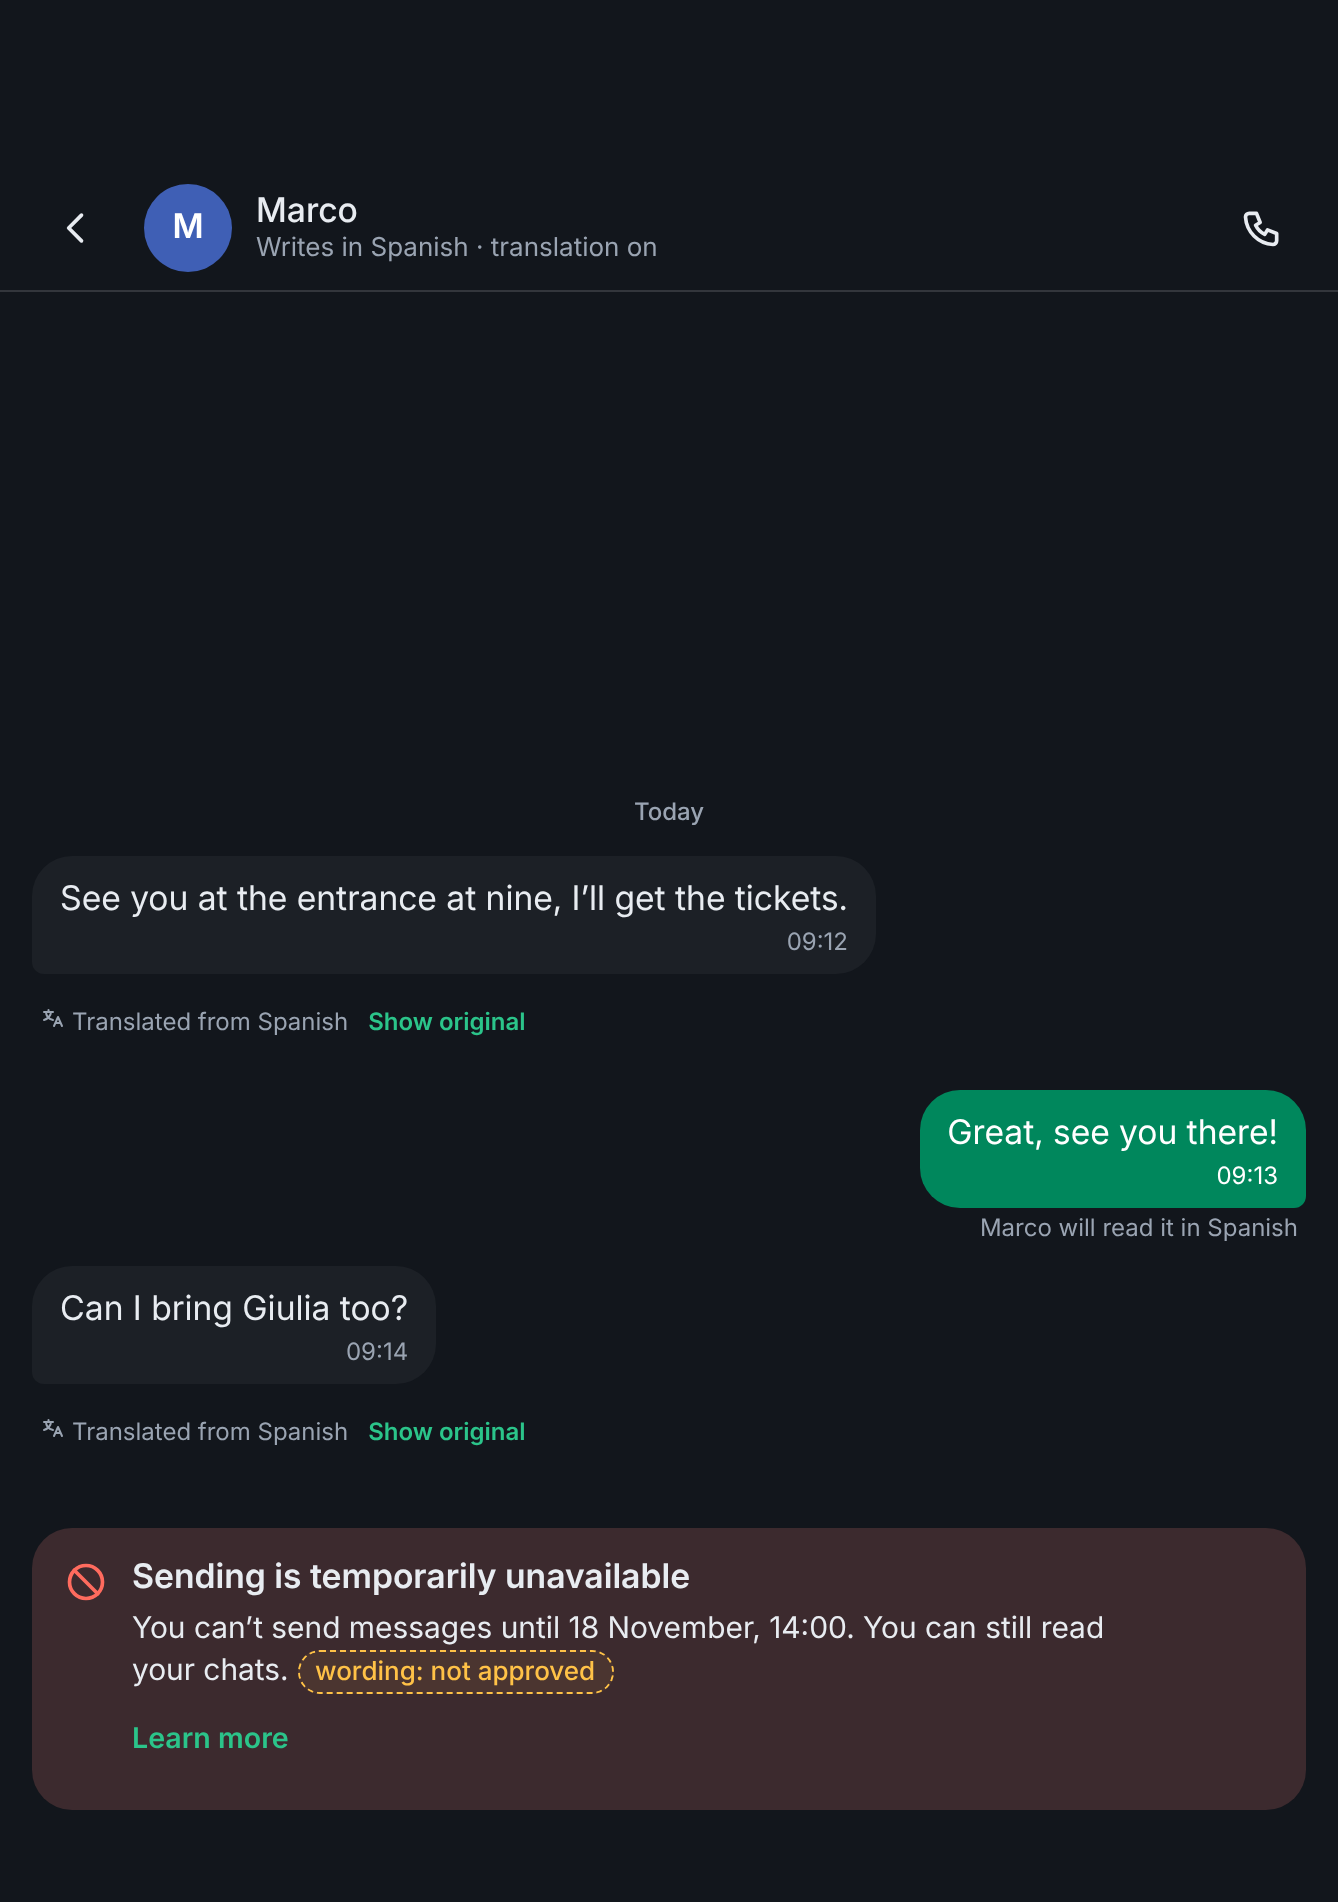 M
Marco
Writes in Spanish · translation on
Today
See you at the entrance at nine, I’ll get the tickets.
09:12
Translated from Spanish Show original
Great, see you there!
09:13
Marco will read it in Spanish
Can I bring Giulia too?
09:14
Translated from Spanish Show original
Sending is temporarily unavailable
You can’t send messages until 18 November, 14:00. You can still read
your chats. wording: not approved
Learn more